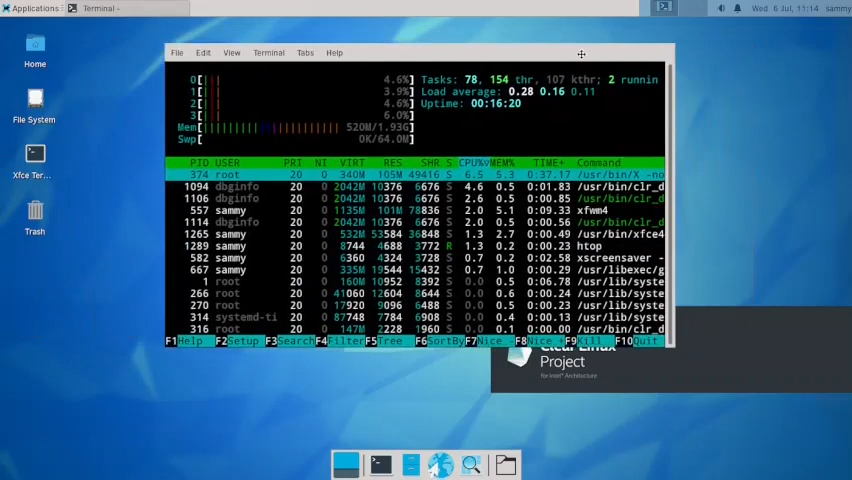 Applications Terminal - Wed 6 Jul, 11:14 sammy
Home
File System
Xfce Ter...
Trash
File Edit View Terminal Tabs Help
0[ 4.6%] Tasks: 78, 154 thr, 107 kthr; 2 runnin
1[ 3.9%] Load average: 0.28 0.16 0.11
2[ 4.6%] Uptime: 00:16:20
3[ 6.0%]
Mem[ 520M/1.93G]
Swp[ 0K/64.0M]
PID USER PRI NI VIRT RES SHR S CPU% MEM% TIME+ Command
374 root 20 0 340M 105M 49416 S 6.5 5.3 0:37.17 /usr/bin/X -no
1094 dbginfo 20 0 2042M 10376 6676 S 4.6 0.5 0:01.83 /usr/bin/clr_d
1106 dbginfo 20 0 2042M 10376 6676 S 2.6 0.5 0:00.85 /usr/bin/clr_d
557 sammy 20 0 1135M 101M 78836 S 2.0 5.1 0:09.33 xfwm4
1114 dbginfo 20 0 2042M 10376 6676 S 2.0 0.5 0:00.56 /usr/bin/clr_d
1265 sammy 20 0 532M 53584 36848 S 1.3 2.7 0:00.49 /usr/bin/xfce4
1289 sammy 20 0 8744 4688 3772 R 1.3 0.2 0:00.23 htop
582 sammy 20 0 6360 4324 3728 S 0.7 0.2 0:02.58 xscreensaver -
667 sammy 20 0 335M 19544 15432 S 0.7 1.0 0:00.29 /usr/libexec/g
1 root 20 0 160M 10952 8392 S 0.0 0.5 0:06.78 /usr/lib/syste
266 root 20 0 41060 12604 8644 S 0.0 0.6 0:00.24 /usr/lib/syste
270 root 20 0 17920 9096 6488 S 0.0 0.5 0:00.23 /usr/lib/syste
314 systemd-ti 20 0 87748 7784 6908 S 0.0 0.4 0:00.13 /usr/lib/syste
316 root 20 0 147M 2228 1960 S 0.0 0.1 0:00.00 /usr/bin/clr_d
F1Help F2Setup F3Search F4Filter F5Tree F6SortBy F7Nice - F8Nice + F9Kill F10Quit
Clear Linux
Project
for Intel® Architecture